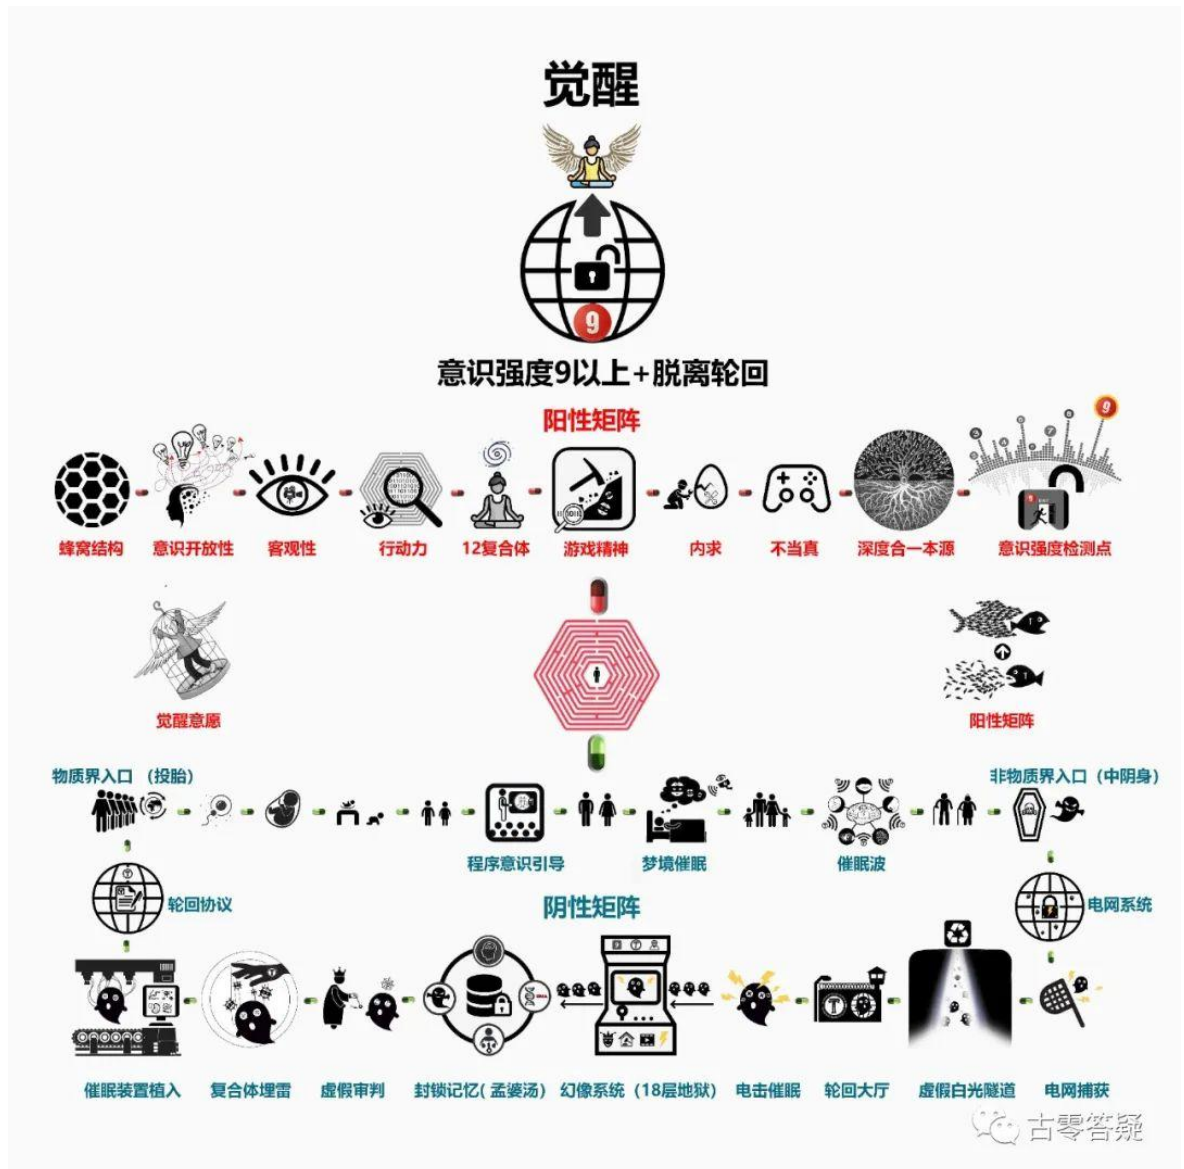 觉醒
9
意识强度9以上+脱离轮回
阳性矩阵
9
蜂窝结构
意识开放性
客观性
行动力
12复合体
游戏精神
内求
不当真
深度合一本源
意识强度检测点
觉醒意愿
阳性矩阵
物质界入口 （投胎）
非物质界入口（中阴身）
程序意识引导
梦境催眠
催眠波
轮回协议
阴性矩阵
电网系统
催眠装置植入
复合体埋雷
虚假审判
封锁记忆( 孟婆汤)
幻像系统（18层地狱）
电击催眠
轮回大厅
虚假白光隧道
电网捕获
古零答疑